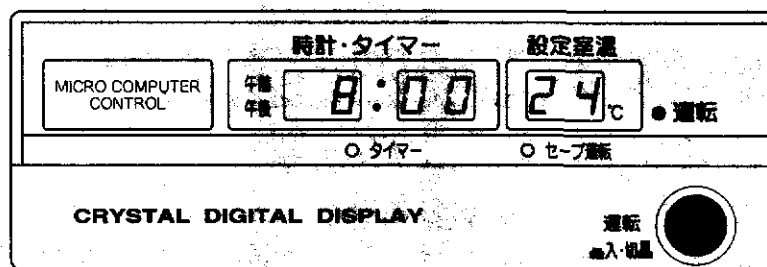 時計・タイマー
設定室温
MICRO COMPUTER
CONTROL
午前
午後
8:00
24℃
運転
タイマー
セーブ運転
CRYSTAL DIGITAL DISPLAY
運転
入・切